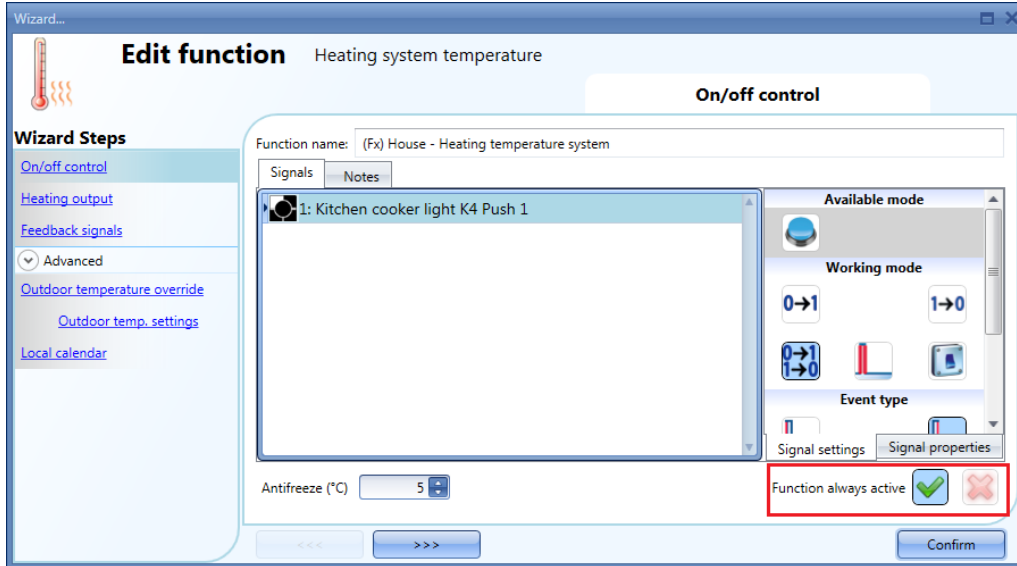 Wizard...
Edit function Heating system temperature
On/off control
Wizard Steps
On/off control
Heating output
Feedback signals
Advanced
Outdoor temperature override
Outdoor temp. settings
Local calendar
Function name: (Fx) House - Heating temperature system
Signals Notes
1: Kitchen cooker light K4 Push 1
Available mode
Working mode
0→1 1→0
0→1
1→0
Event type
Signal settings Signal properties
Antifreeze (°C) 5
Function always active
<<< >>> Confirm